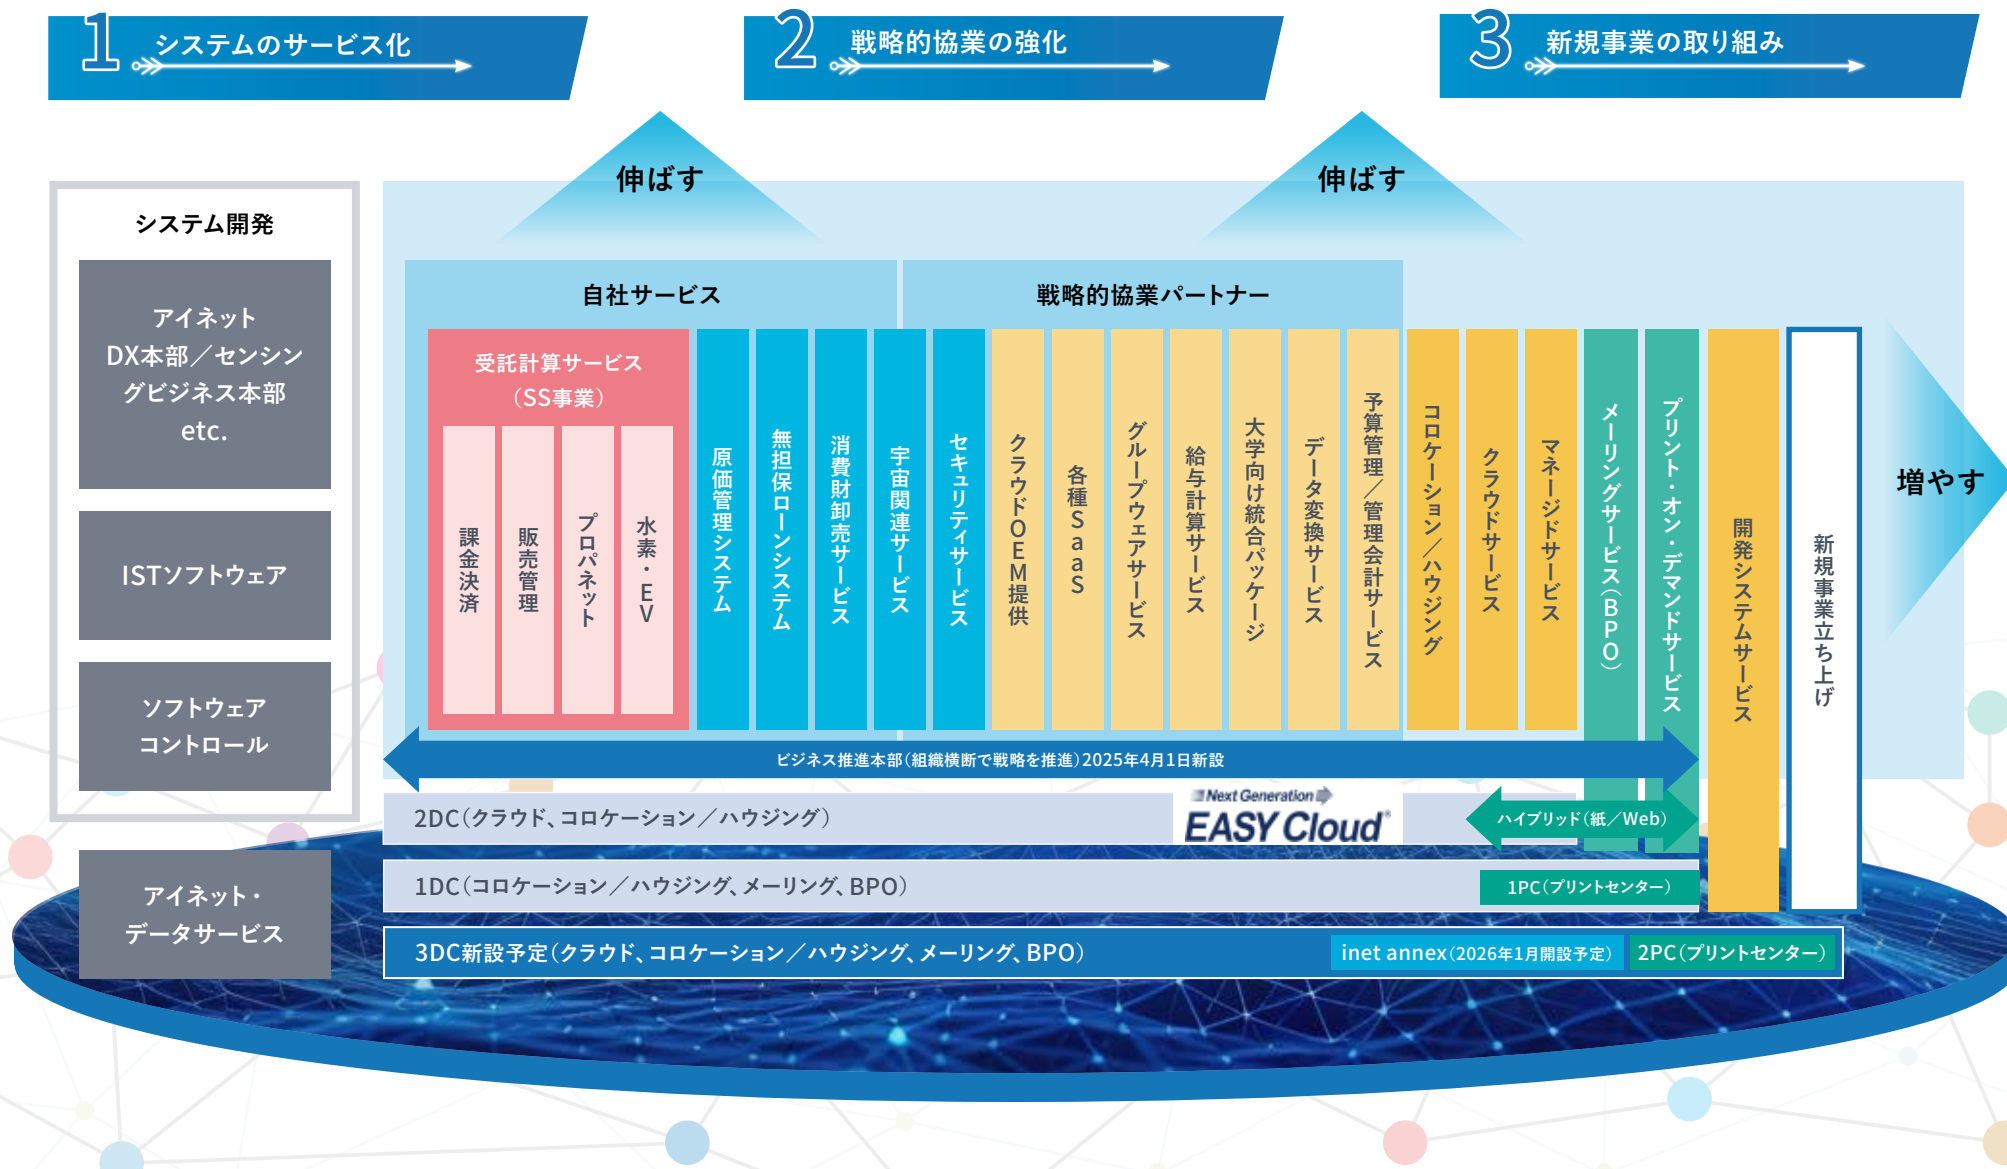 1 システムのサービス化
2 戦略的協業の強化
3 新規事業の取り組み
伸ばす
伸ばす
システム開発
アイネット
DX本部／センシン
グビジネス本部
etc.
ISTソフトウェア
ソフトウェア
コントロール
アイネット・
データサービス
自社サービス
戦略的協業パートナー
受託計算サービス
（SS事業）
課金決済
販売管理
プロパネット
水素・EV
原価管理システム
無担保ローンシステム
消費財卸売サービス
宇宙関連サービス
セキュリティサービス
クラウドOEM提供
各種SaaS
グループウェアサービス
給与計算サービス
大学向け統合パッケージ
データ変換サービス
予算管理／管理会計サービス
コロケーション／ハウジング
クラウドサービス
マネージドサービス
メーリングサービス（BPO）
プリント・オン・デマンドサービス
開発システムサービス
新規事業立ち上げ
増やす
ビジネス推進本部（組織横断で戦略を推進）2025年4月1日新設
2DC（クラウド、コロケーション／ハウジング）
Next Generation
EASY Cloud®
ハイブリッド（紙／Web）
1DC（コロケーション／ハウジング、メーリング、BPO）
1PC（プリントセンター）
3DC新設予定（クラウド、コロケーション／ハウジング、メーリング、BPO）
inet annex（2026年1月開設予定）
2PC（プリントセンター）